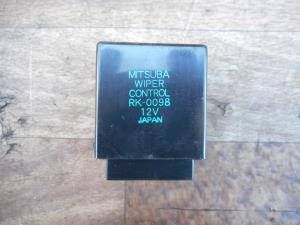 MITSUBA
WIPER
CONTROL
RK-0098
12V
JAPAN